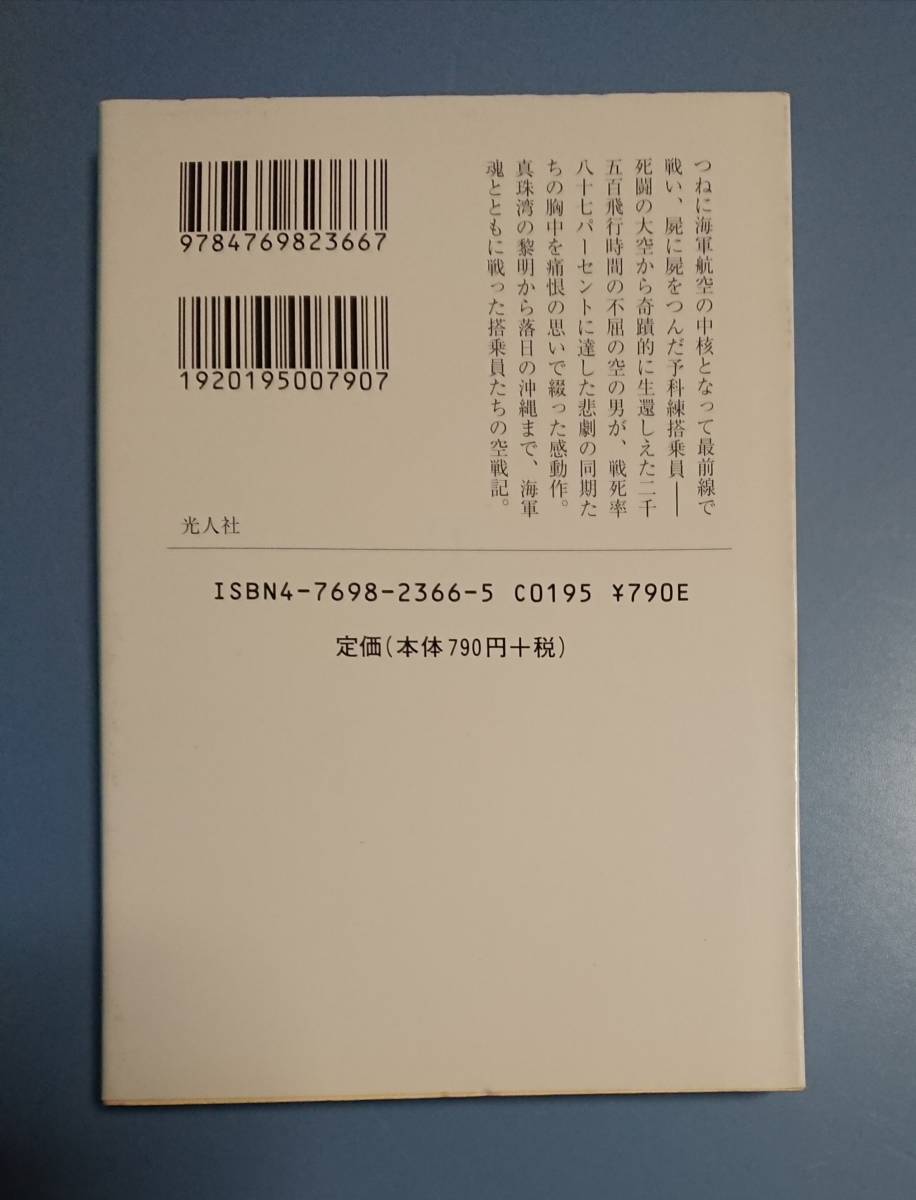 つねに海軍航空の中核となって最前線で
戦い、屍に屍をつんだ予科練搭乗員――
死闘の大空から奇蹟的に生還しえた二千
五百飛行時間の不屈の空の男が、戦死率
八十七パーセントに達した悲劇の同期た
ちの胸中を痛恨の思いで綴った感動作。
真珠湾の黎明から落日の沖縄まで、海軍
魂とともに戦った搭乗員たちの空戦記。
9784769823667
1920195007907
光人社
ISBN4-7698-2366-5 C0195 ¥790E
定価(本体790円+税)